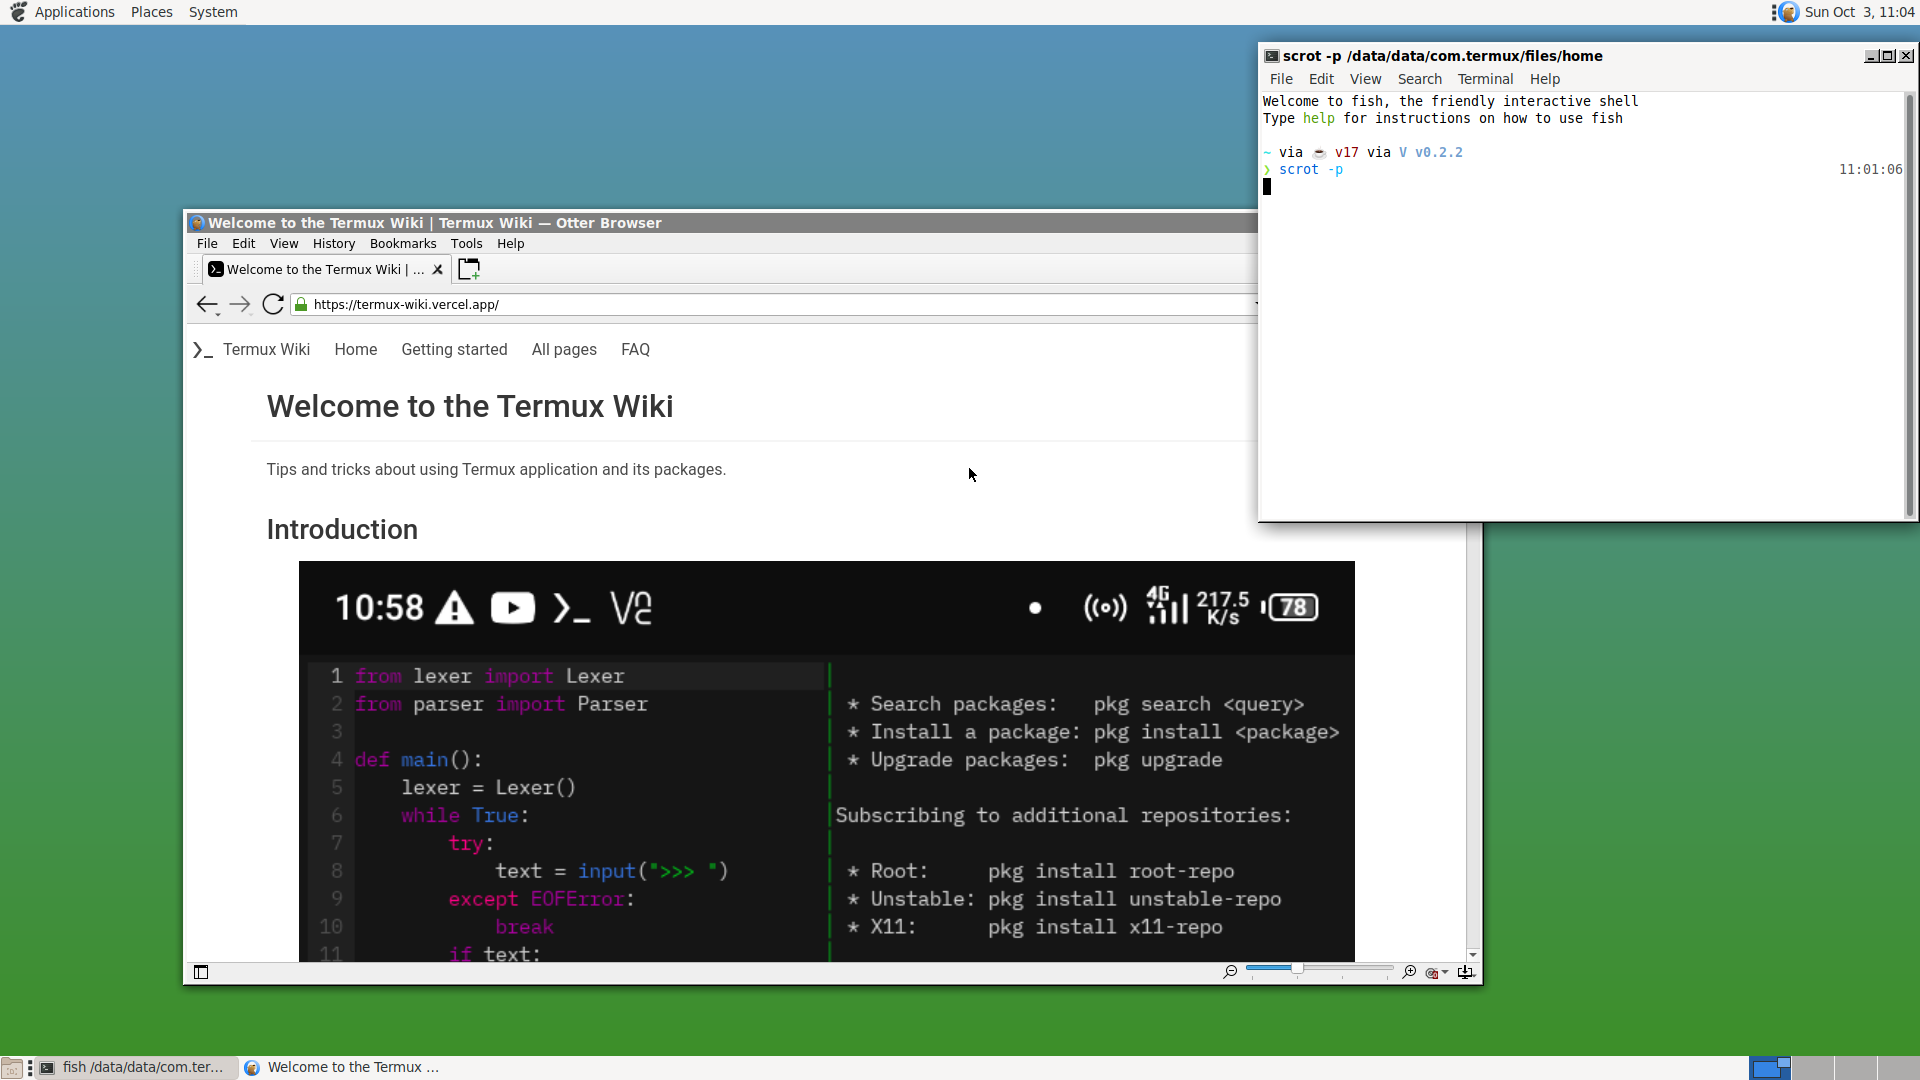 Applications Places System
Sun Oct 3, 11:04
scrot -p /data/data/com.termux/files/home
File Edit View Search Terminal Help
Welcome to fish, the friendly interactive shell
Type help for instructions on how to use fish
~ via ☕ v17 via V v0.2.2
❯ scrot -p 11:01:06
Welcome to the Termux Wiki | Termux Wiki — Otter Browser
File Edit View History Bookmarks Tools Help
Welcome to the Termux Wiki | ...
https://termux-wiki.vercel.app/
Termux Wiki Home Getting started All pages FAQ
Welcome to the Termux Wiki
Tips and tricks about using Termux application and its packages.
Introduction
10:58 4G 217.5 K/s 78
1 from lexer import Lexer
2 from parser import Parser
3
4 def main():
5 lexer = Lexer()
6 while True:
7 try:
8 text = input(">>> ")
9 except EOFError:
10 break
11 if text:
* Search packages: pkg search <query>
* Install a package: pkg install <package>
* Upgrade packages: pkg upgrade
Subscribing to additional repositories:
* Root: pkg install root-repo
* Unstable: pkg install unstable-repo
* X11: pkg install x11-repo
fish /data/data/com.ter...
Welcome to the Termux ...